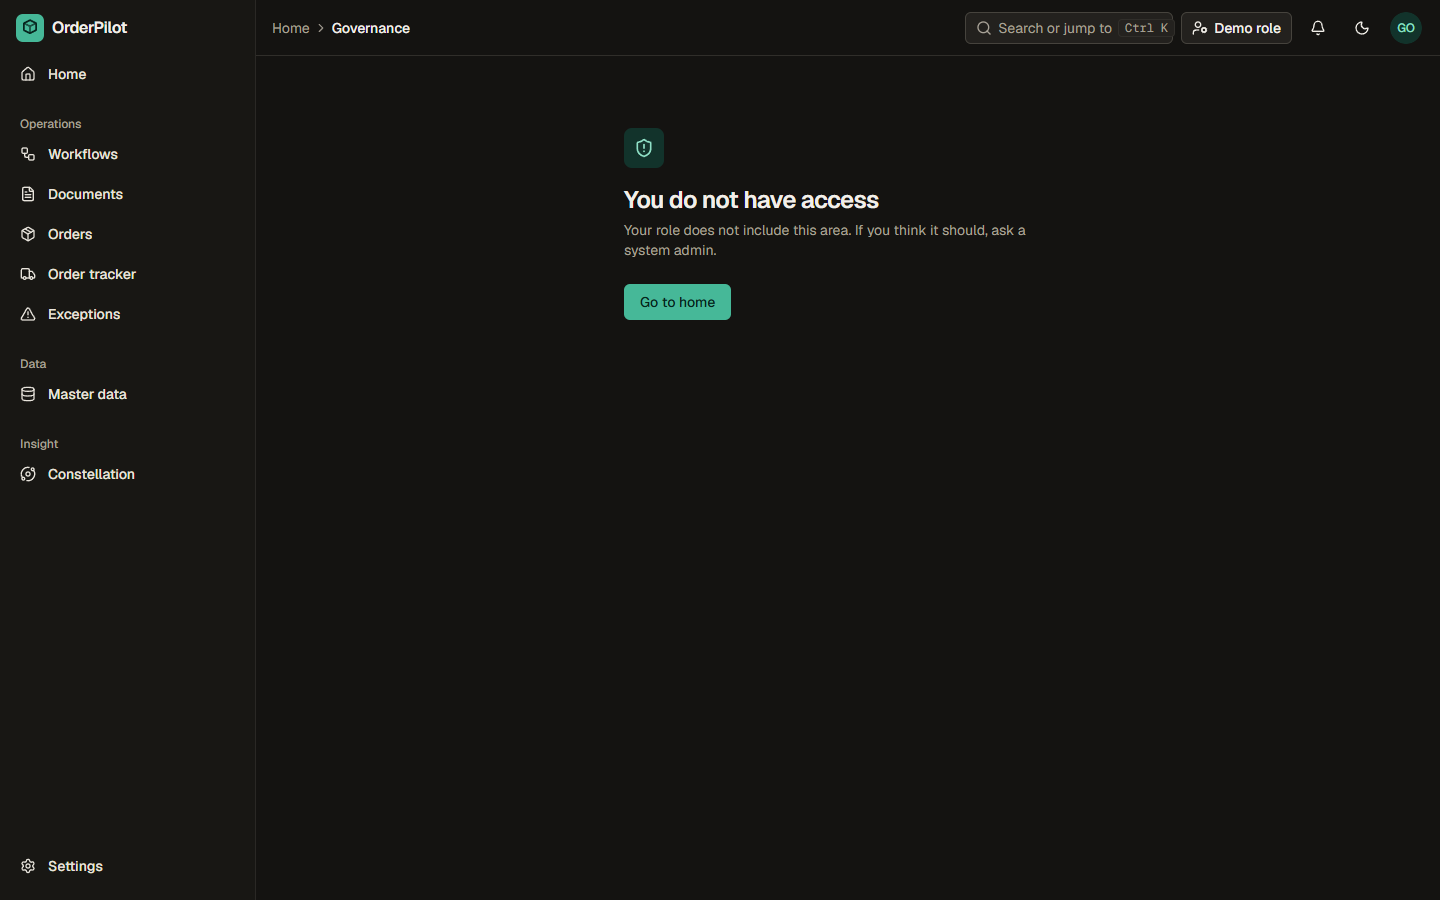 OrderPilot
Home
Operations
Workflows
Documents
Orders
Order tracker
Exceptions
Data
Master data
Insight
Constellation
Settings
Home > Governance
Search or jump to Ctrl K
Demo role
GO
You do not have access
Your role does not include this area. If you think it should, ask a
system admin.
Go to home